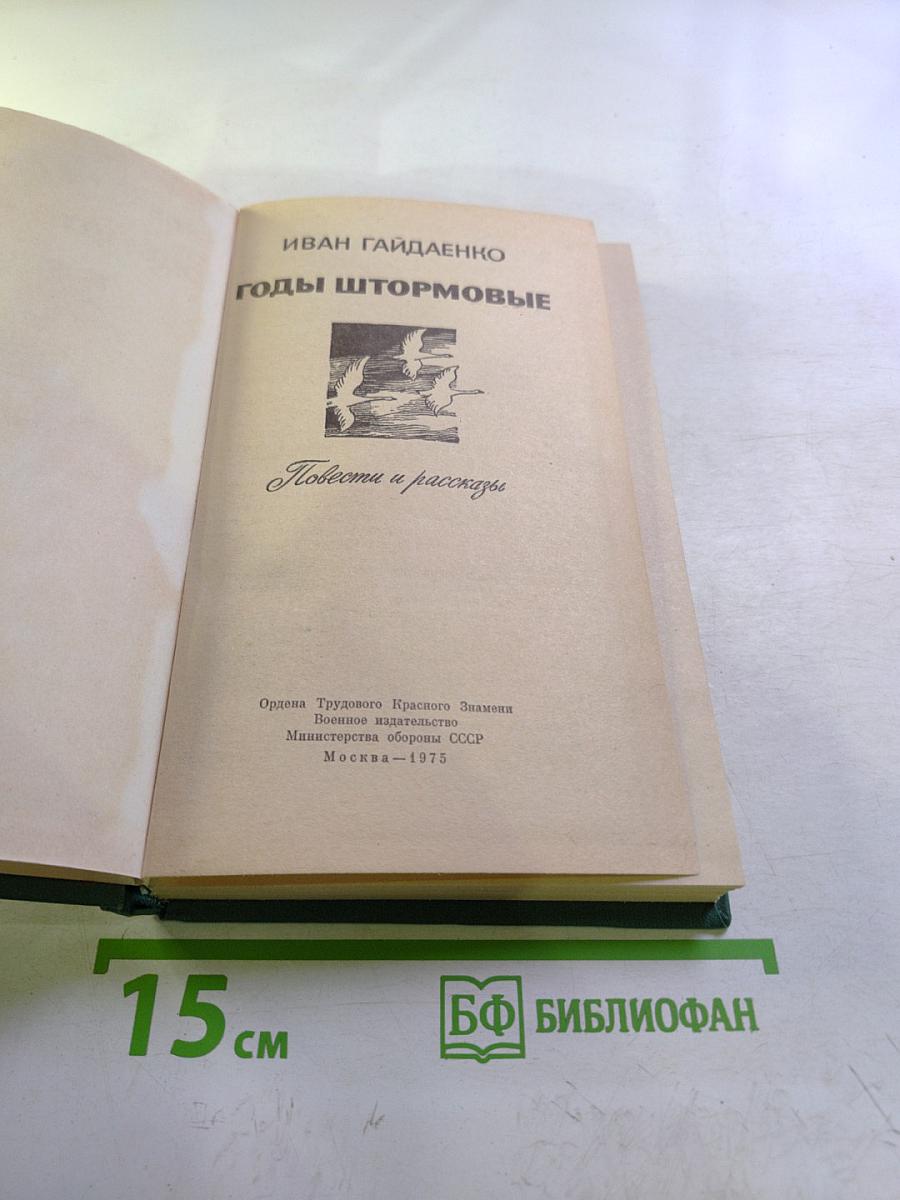 ИВАН ГАЙДАЕНКО
ГОДЫ ШТОРМОВЫЕ
Повести и рассказы
Ордена Трудового Красного Знамени
Военное издательство
Министерства обороны СССР
Москва — 1975
15 см
БФ БИБЛИОФАН